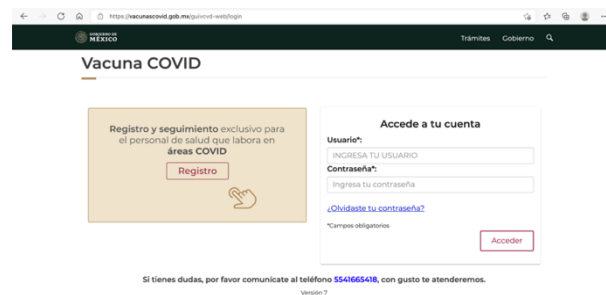 https://vacunascovid.gob.mx/guivcvd-web/login
GOBIERNO DE
MÉXICO
Trámites Gobierno
Vacuna COVID
Registro y seguimiento exclusivo para
el personal de salud que labora en
áreas COVID
Registro
Accede a tu cuenta
Usuario*:
INGRESA TU USUARIO
Contraseña*:
Ingresa tu contraseña
¿Olvidaste tu contraseña?
*Campos obligatorios
Acceder
Si tienes dudas, por favor comunícate al teléfono 5541665418, con gusto te atenderemos.
Versión 7